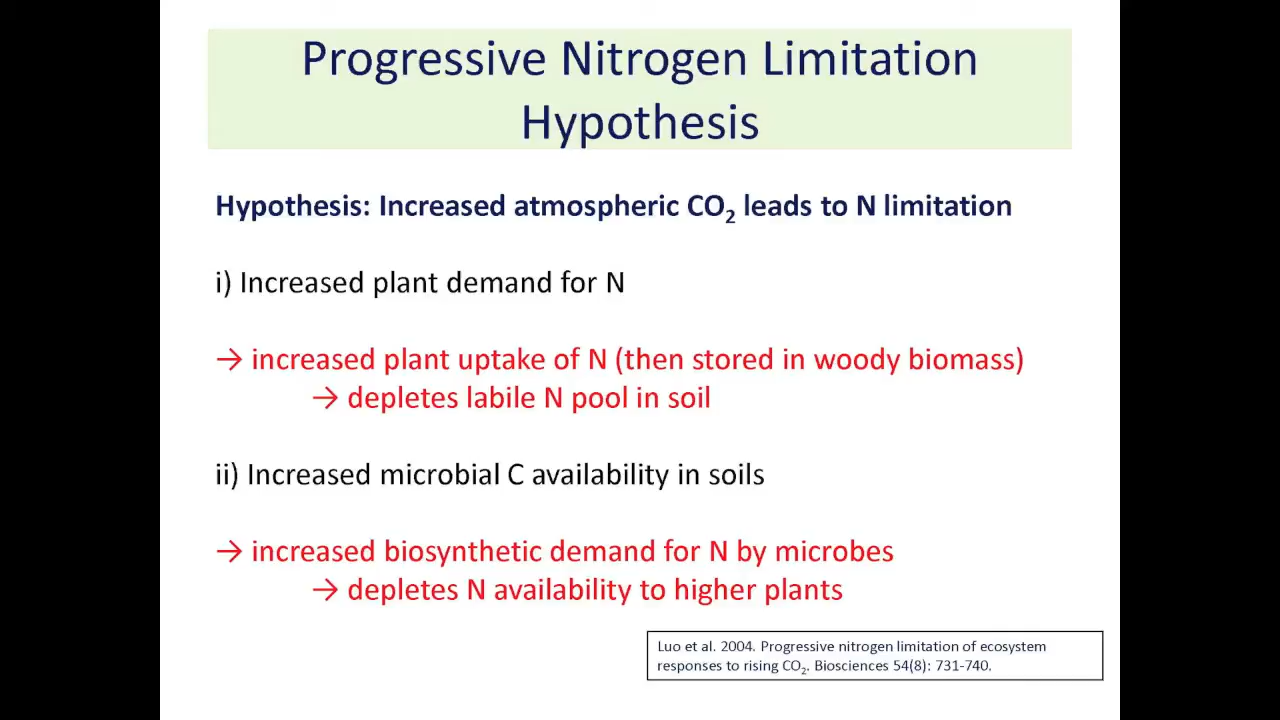 Progressive Nitrogen Limitation
Hypothesis
Hypothesis: Increased atmospheric CO₂ leads to N limitation
i) Increased plant demand for N
→ increased plant uptake of N (then stored in woody biomass)
→ depletes labile N pool in soil
ii) Increased microbial C availability in soils
→ increased biosynthetic demand for N by microbes
→ depletes N availability to higher plants
Luo et al. 2004. Progressive nitrogen limitation of ecosystem
responses to rising CO₂. Biosciences 54(8): 731-740.